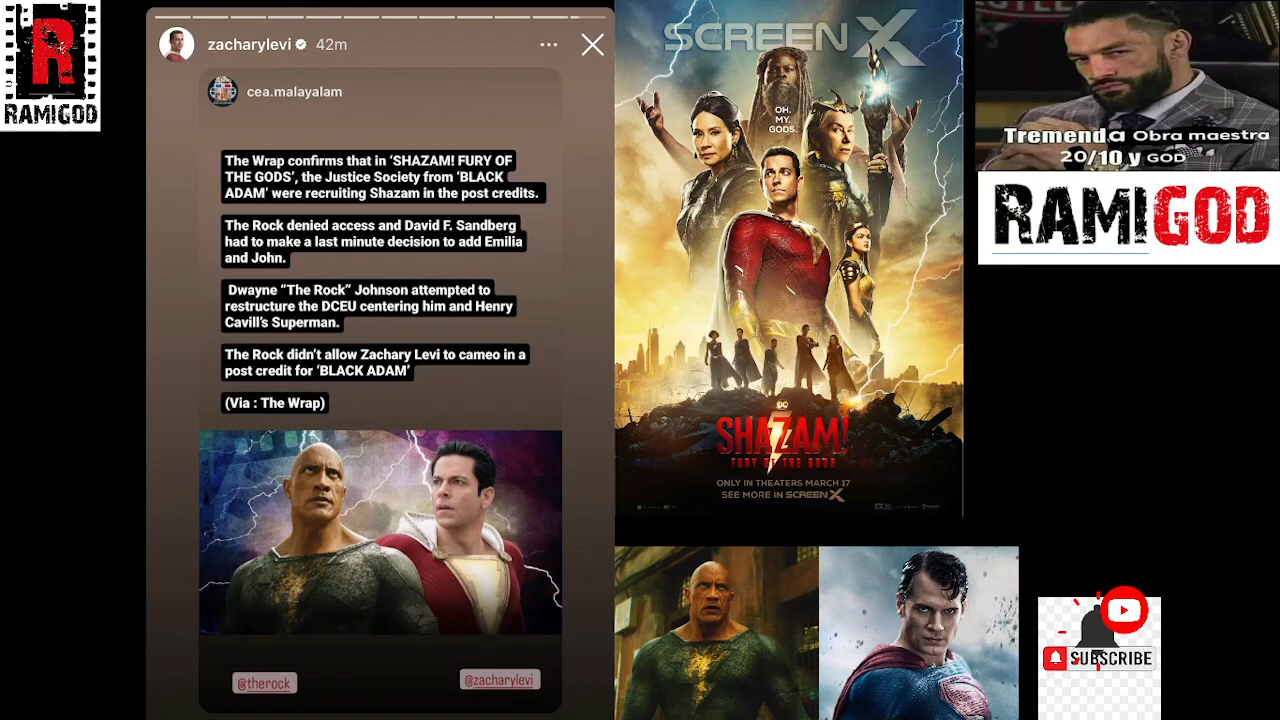 R
RAMIGOD
zacharylevi 42m
cea.malayalam
The Wrap confirms that in ‘SHAZAM! FURY OF
THE GODS’, the Justice Society from ‘BLACK
ADAM’ were recruiting Shazam in the post credits.
The Rock denied access and David F. Sandberg
had to make a last minute decision to add Emilia
and John.
Dwayne “The Rock” Johnson attempted to
restructure the DCEU centering him and Henry
Cavill’s Superman.
The Rock didn’t allow Zachary Levi to cameo in a
post credit for ‘BLACK ADAM’
(Via : The Wrap)
@therock
@zacharylevi
SCREEN X
OH.
MY.
GODS.
DC
SHAZAM!
FURY OF THE GODS
ONLY IN THEATERS MARCH 17
SEE MORE IN SCREENX
Tremenda Obra maestra
20/10 y GOD
RAMIGOD
SUBSCRIBE